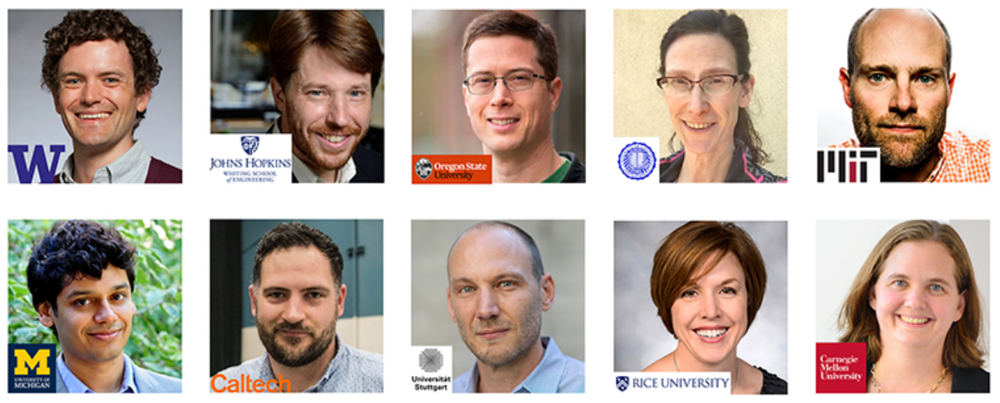 W
JOHNS HOPKINS
WHITING SCHOOL
of ENGINEERING
Oregon State
University
MIT
M
UNIVERSITY OF
MICHIGAN
Caltech
Universität
Stuttgart
RICE UNIVERSITY
Carnegie
Mellon
University